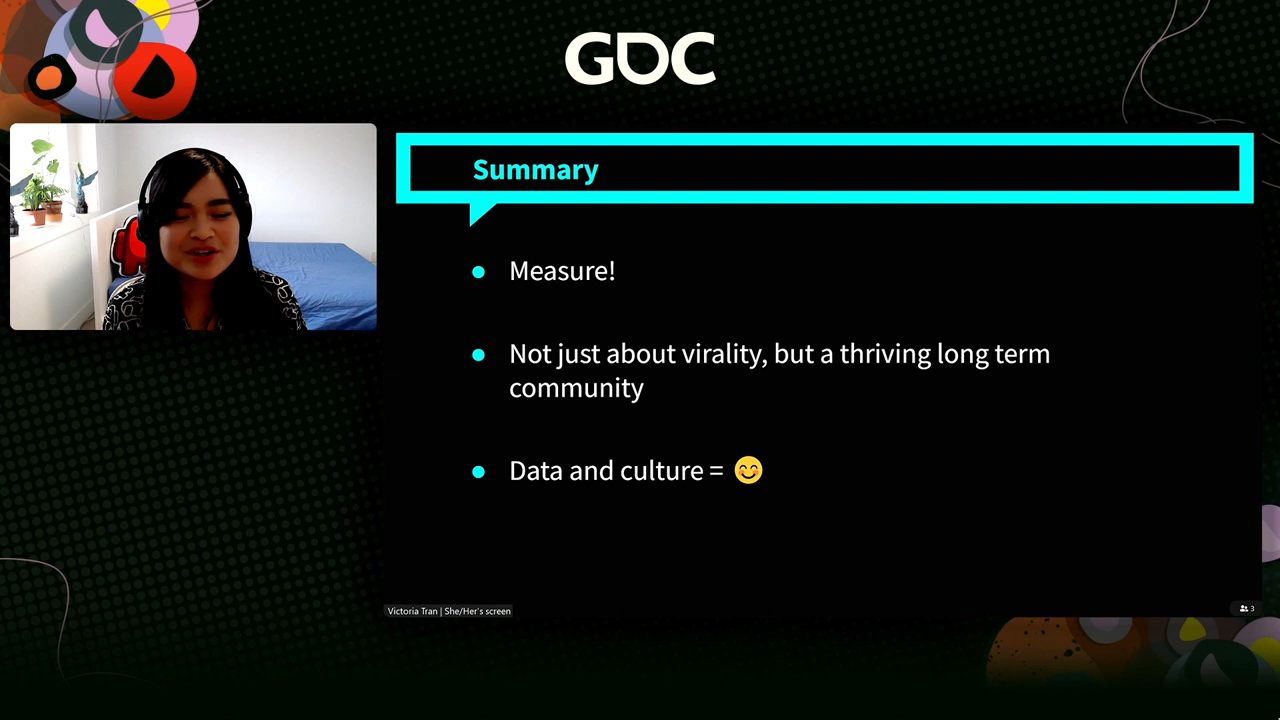 GDC
Summary
Measure!
Not just about virality, but a thriving long term
community
Data and culture = 😊
Victoria Tran | She/Her's screen
3